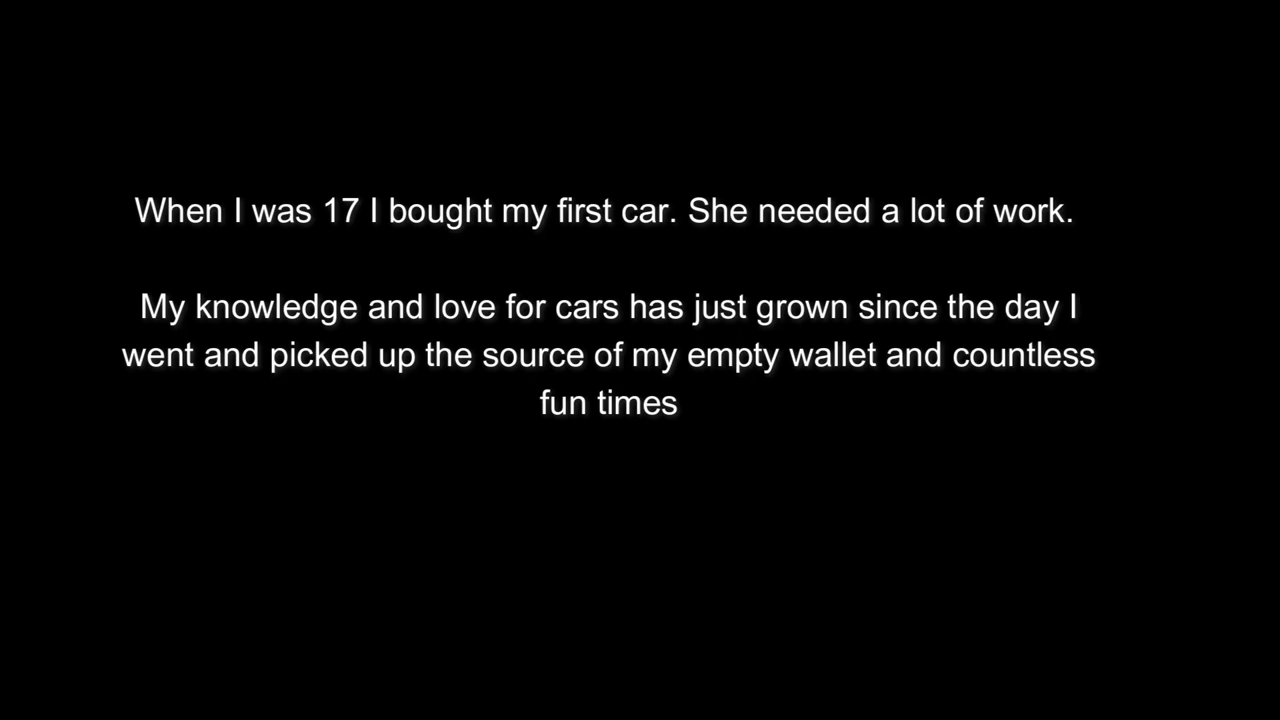 When I was 17 I bought my first car. She needed a lot of work.
My knowledge and love for cars has just grown since the day I
went and picked up the source of my empty wallet and countless
fun times